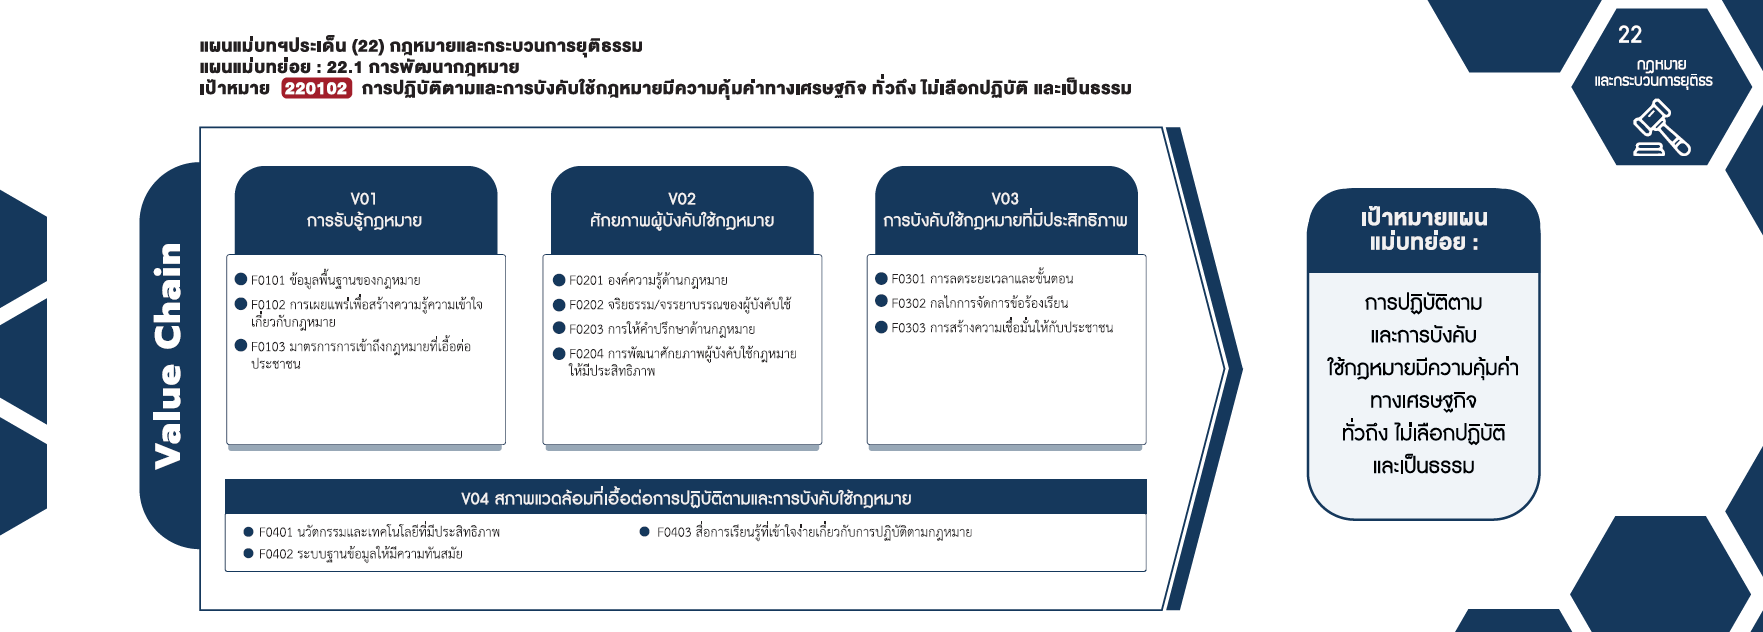 แผนแม่บทฯประเด็น (22) กฎหมายและกระบวนการยุติธรรม
แผนแม่บทย่อย : 22.1 การพัฒนากฎหมาย
เป้าหมาย 220102 การปฏิบัติตามและการบังคับใช้กฎหมายมีความคุ้มค่าทางเศรษฐกิจ ทั่วถึง ไม่เลือกปฏิบัติ และเป็นธรรม
22
กฎหมาย
และกระบวนการยุติธร
Value Chain
V01
การรับรู้กฎหมาย
F0101 ข้อมูลพื้นฐานของกฎหมาย
F0102 การเผยแพร่เพื่อสร้างความรู้ความเข้าใจ
เกี่ยวกับกฎหมาย
F0103 มาตรการการเข้าถึงกฎหมายที่เอื้อต่อ
ประชาชน
V02
ศักยภาพผู้บังคับใช้กฎหมาย
F0201 องค์ความรู้ด้านกฎหมาย
F0202 จริยธรรม/จรรยาบรรณของผู้บังคับใช้
F0203 การให้คำปรึกษาด้านกฎหมาย
F0204 การพัฒนาศักยภาพผู้บังคับใช้กฎหมาย
ให้มีประสิทธิภาพ
V03
การบังคับใช้กฎหมายที่มีประสิทธิภาพ
F0301 การลดระยะเวลาและขั้นตอน
F0302 กลไกการจัดการข้อร้องเรียน
F0303 การสร้างความเชื่อมั่นให้กับประชาชน
V04 สภาพแวดล้อมที่เอื้อต่อการปฏิบัติตามและการบังคับใช้กฎหมาย
F0401 นวัตกรรมและเทคโนโลยีที่มีประสิทธิภาพ
F0402 ระบบฐานข้อมูลให้มีความทันสมัย
F0403 สื่อการเรียนรู้ที่เข้าใจง่ายเกี่ยวกับการปฏิบัติตามกฎหมาย
เป้าหมายแผน
แม่บทย่อย :
การปฏิบัติตาม
และการบังคับ
ใช้กฎหมายมีความคุ้มค่า
ทางเศรษฐกิจ
ทั่วถึง ไม่เลือกปฏิบัติ
และเป็นธรรม